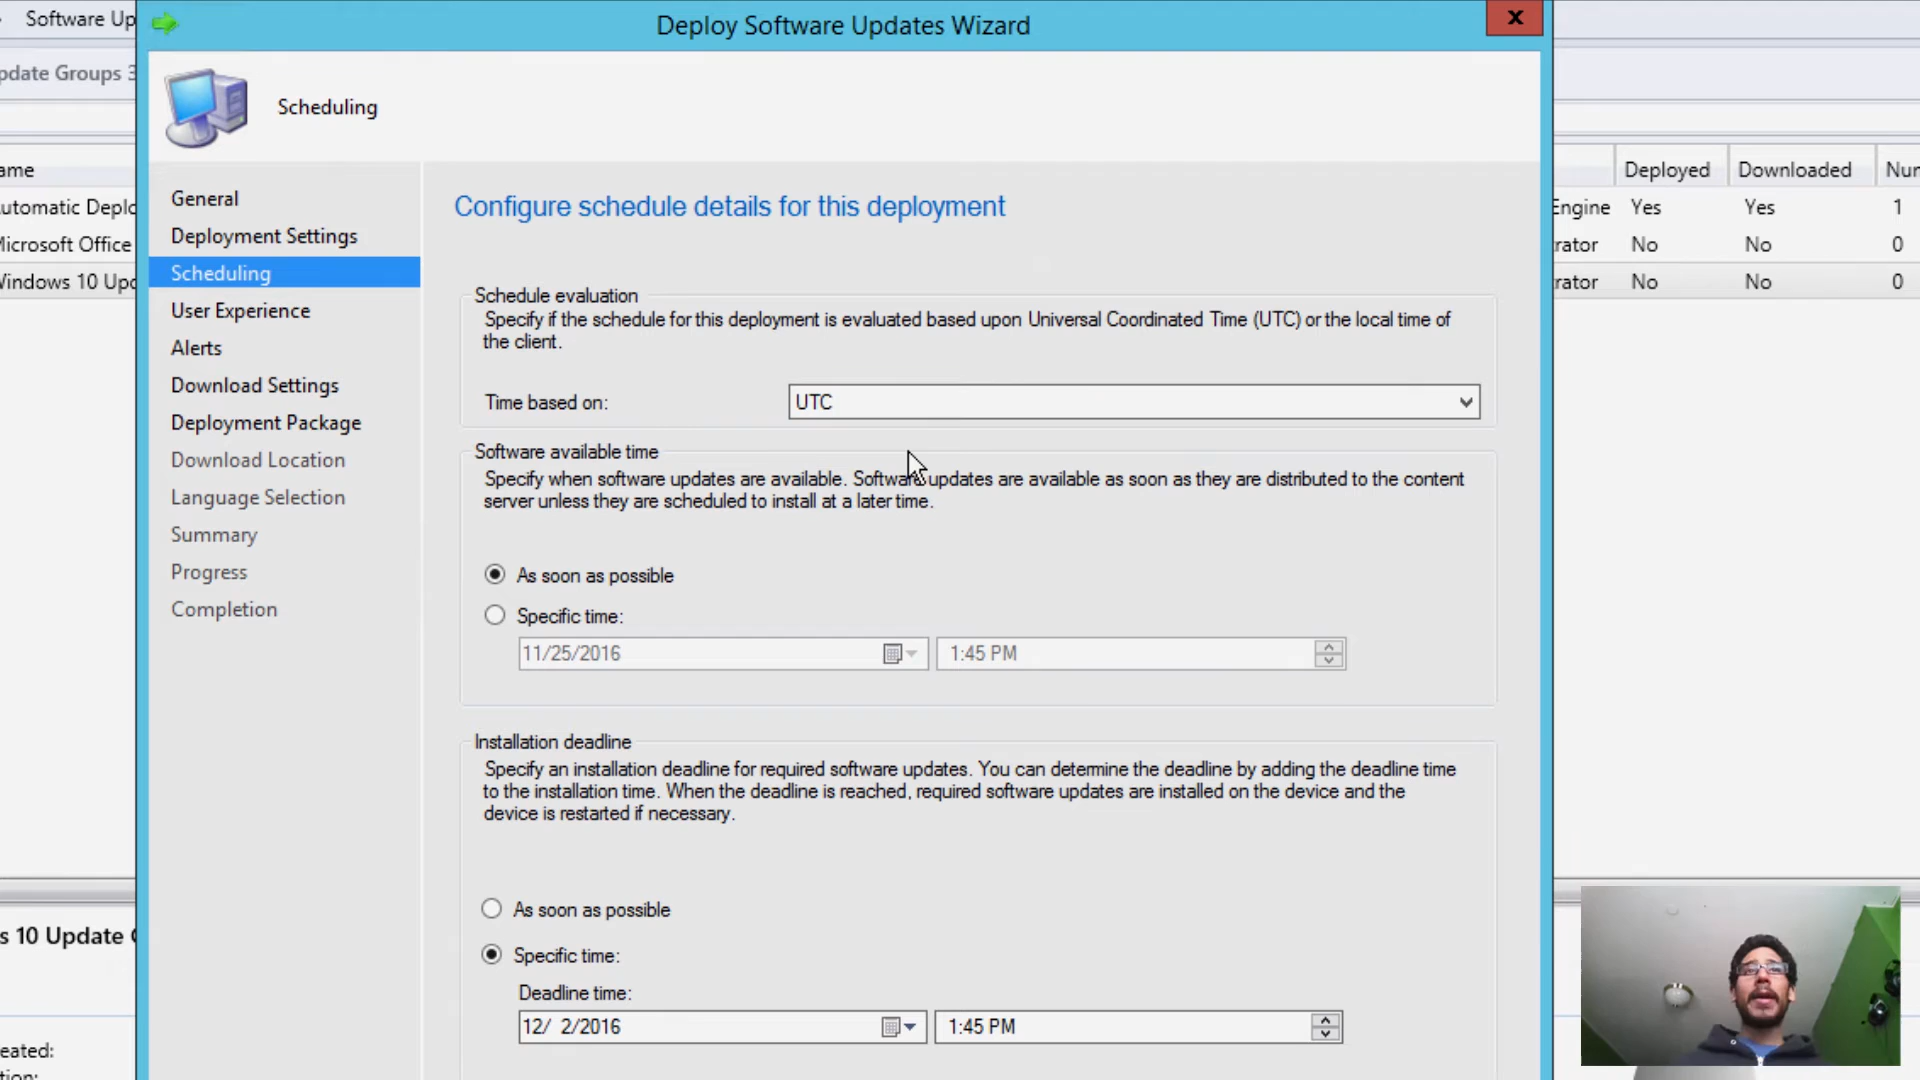 Software Up
Deploy Software Updates Wizard
x
pdate Groups 3
Scheduling
ame
Deployed
Downloaded
Nur
utomatic Deplo
Engine
Yes
Yes
1
Microsoft Office
rator
No
No
0
Windows 10 Upd
rator
No
No
0
General
Deployment Settings
Scheduling
User Experience
Alerts
Download Settings
Deployment Package
Download Location
Language Selection
Summary
Progress
Completion
Configure schedule details for this deployment
Schedule evaluation
Specify if the schedule for this deployment is evaluated based upon Universal Coordinated Time (UTC) or the local time of
the client.
Time based on:
UTC
Software available time
Specify when software updates are available. Software updates are available as soon as they are distributed to the content
server unless they are scheduled to install at a later time.
As soon as possible
Specific time:
11/25/2016
1:45 PM
Installation deadline
Specify an installation deadline for required software updates. You can determine the deadline by adding the deadline time
to the installation time. When the deadline is reached, required software updates are installed on the device and the
device is restarted if necessary.
As soon as possible
Specific time:
Deadline time:
12/ 2/2016
1:45 PM
s 10 Update
eated: